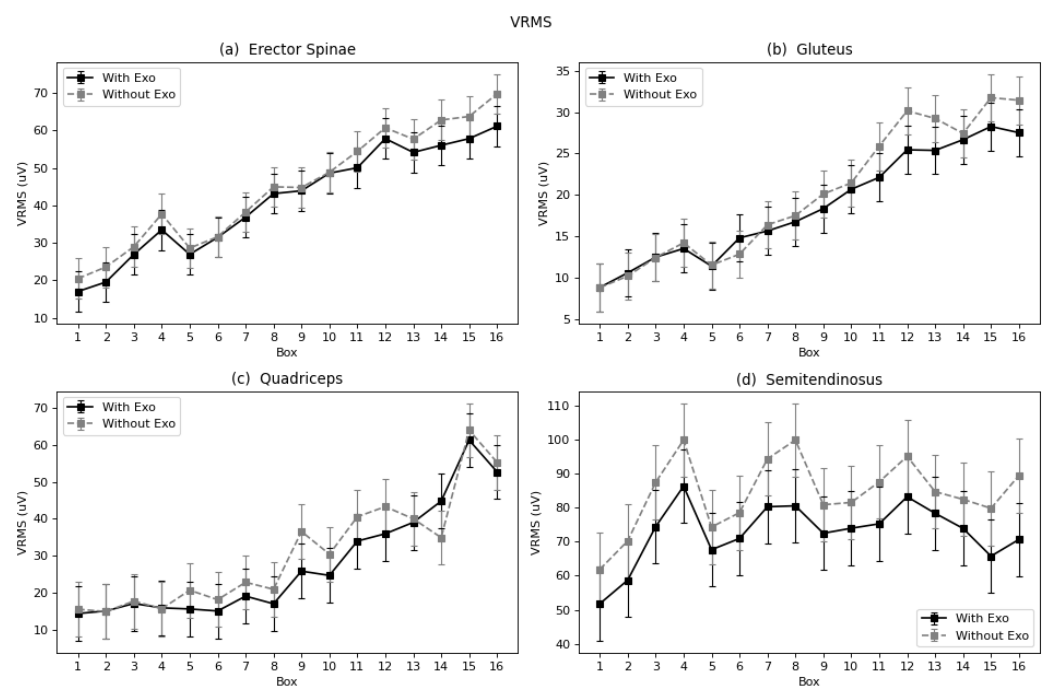 VRMS
(a)  Erector Spinae
With Exo
Without Exo
VRMS (uV)
70
60
50
40
30
20
10
1 2 3 4 5 6 7 8 9 10 11 12 13 14 15 16
Box
(b)  Gluteus
With Exo
Without Exo
VRMS (uV)
35
30
25
20
15
10
5
1 2 3 4 5 6 7 8 9 10 11 12 13 14 15 16
Box
(c)  Quadriceps
With Exo
Without Exo
VRMS (uV)
70
60
50
40
30
20
10
1 2 3 4 5 6 7 8 9 10 11 12 13 14 15 16
Box
(d)  Semitendinosus
VRMS (uV)
110
100
90
80
70
60
50
40
With Exo
Without Exo
1 2 3 4 5 6 7 8 9 10 11 12 13 14 15 16
Box